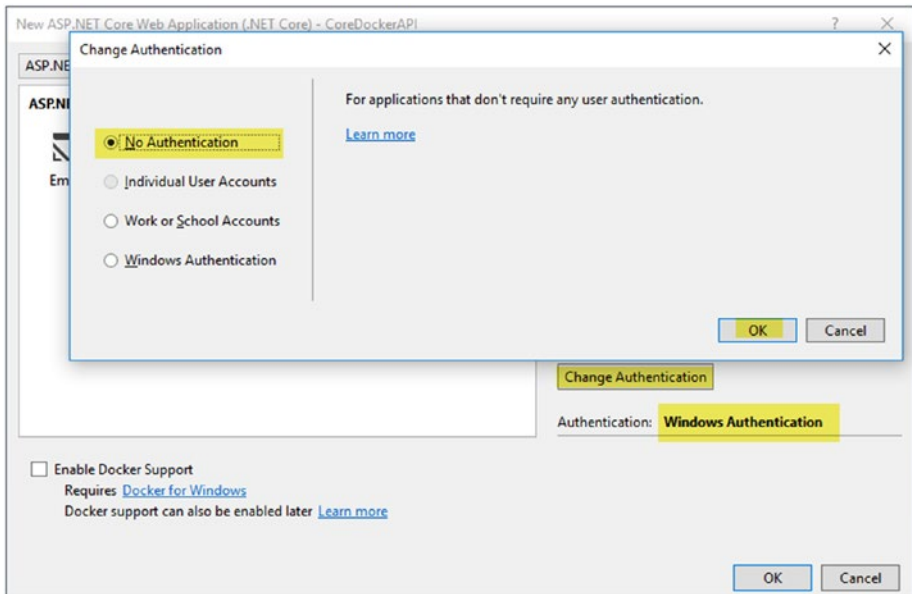 New ASP.NET Core Web Application (.NET Core) - CoreDockerAPI
Change Authentication
ASP.NE
ASP.NE
Em
No Authentication
Individual User Accounts
Work or School Accounts
Windows Authentication
For applications that don't require any user authentication.
Learn more
OK Cancel
Change Authentication
Authentication: Windows Authentication
Enable Docker Support
Requires Docker for Windows
Docker support can also be enabled later Learn more
OK Cancel